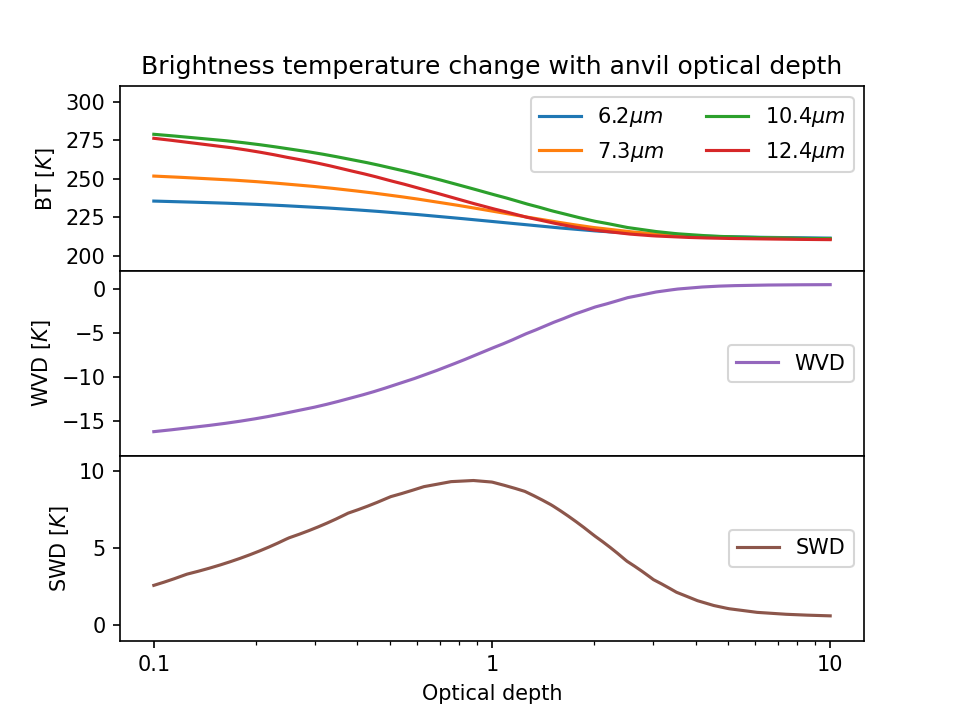 Brightness temperature change with anvil optical depth
300
275
250
225
200
BT [K]
6.2μm
7.3μm
10.4μm
12.4μm
0
−5
−10
−15
WVD [K]
WVD
10
5
0
SWD [K]
SWD
0.1
1
10
Optical depth